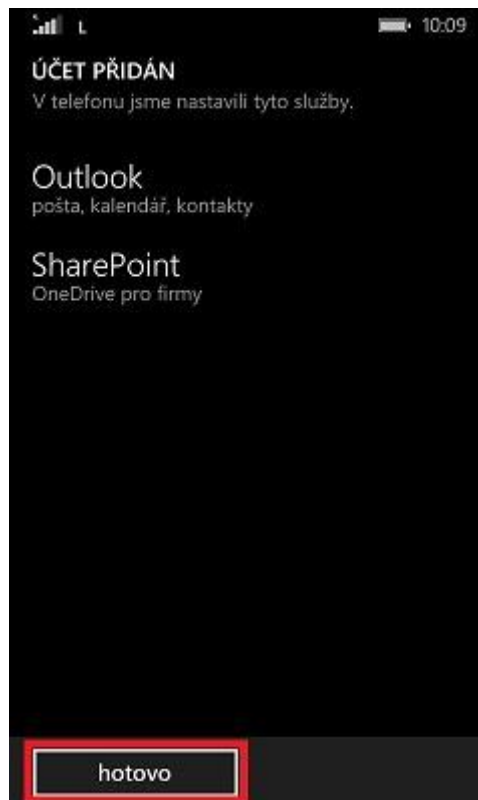 L 10:09
ÚČET PŘIDÁN
V telefonu jsme nastavili tyto služby.
Outlook
pošta, kalendář, kontakty
SharePoint
OneDrive pro firmy
hotovo